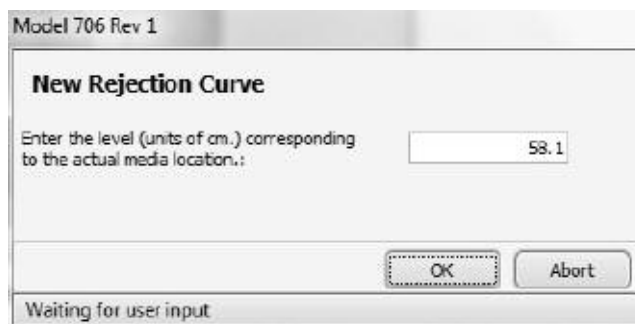 Model 706 Rev 1
New Rejection Curve
Enter the level (units of cm.) corresponding
to the actual media location.:
58.1
OK
Abort
Waiting for user input